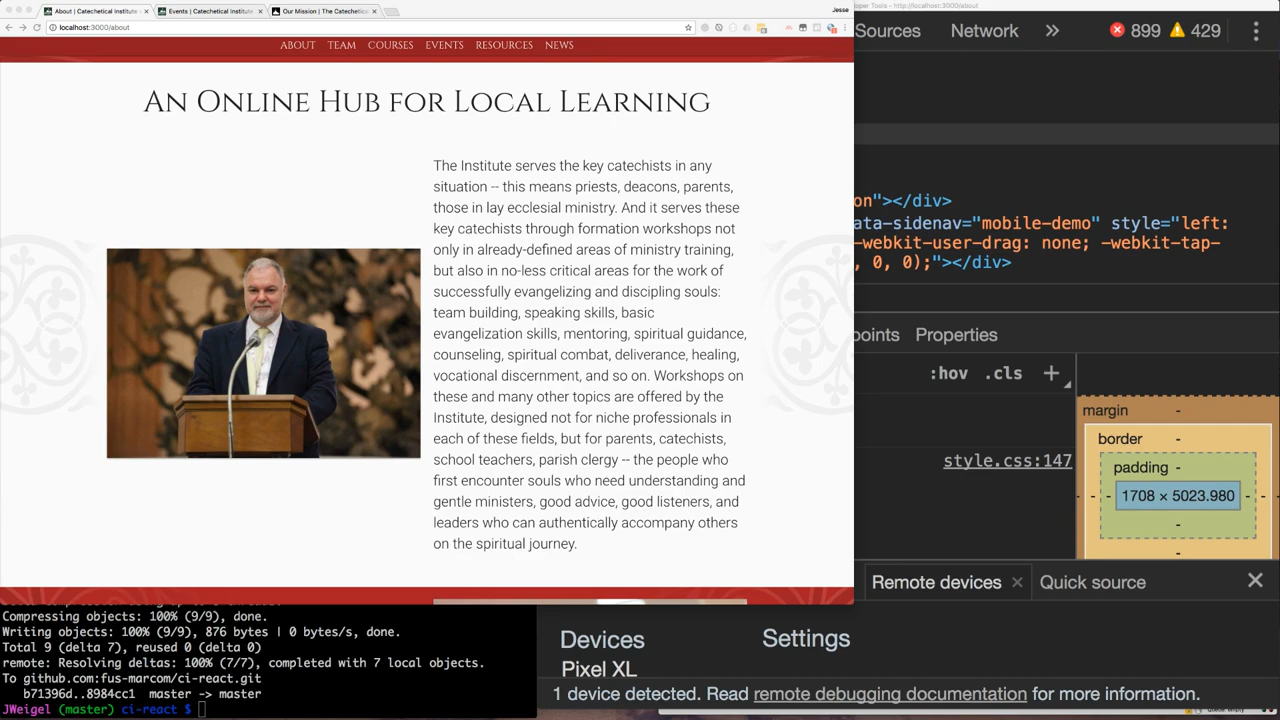 About | Catechetical Institute
Events | Catechetical Institute
Our Mission | The Catechetica
Jesse
localhost:3000/about
ABOUT TEAM COURSES EVENTS RESOURCES NEWS
An Online Hub for Local Learning
The Institute serves the key catechists in any
situation -- this means priests, deacons, parents,
those in lay ecclesial ministry. And it serves these
key catechists through formation workshops not
only in already-defined areas of ministry training,
but also in no-less critical areas for the work of
successfully evangelizing and discipling souls:
team building, speaking skills, basic
evangelization skills, mentoring, spiritual guidance,
counseling, spiritual combat, deliverance, healing,
vocational discernment, and so on. Workshops on
these and many other topics are offered by the
Institute, designed not for niche professionals in
each of these fields, but for parents, catechists,
school teachers, parish clergy -- the people who
first encounter souls who need understanding and
gentle ministers, good advice, good listeners, and
leaders who can authentically accompany others
on the spiritual journey.
Compressing objects: 100% (9/9), done.
Writing objects: 100% (9/9), 876 bytes | 0 bytes/s, done.
Total 9 (delta 7), reused 0 (delta 0)
remote: Resolving deltas: 100% (7/7), completed with 7 local objects.
To github.com:fus-marcom/ci-react.git
b71396d..8984cc1 master -> master
JWeigel (master) ci-react $
oper Tools - http://localhost:3000/about
Sources Network » 899 429
on"></div>
data-sidenav="mobile-demo" style="left:
-webkit-user-drag: none; -webkit-tap-
, 0, 0);"></div>
points Properties
:hov .cls +
style.css:147
margin -
border -
padding -
1708 × 5023.980
Remote devices × Quick source
Devices
Settings
Pixel XL
1 device detected. Read remote debugging documentation for more information.
Queue: empty